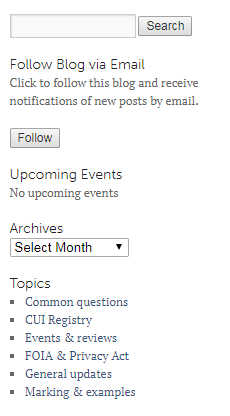 Search
Follow Blog via Email
Click to follow this blog and receive
notifications of new posts by email.
Follow
Upcoming Events
No upcoming events
Archives
Select Month
Topics
Common questions
CUI Registry
Events & reviews
FOIA & Privacy Act
General updates
Marking & examples